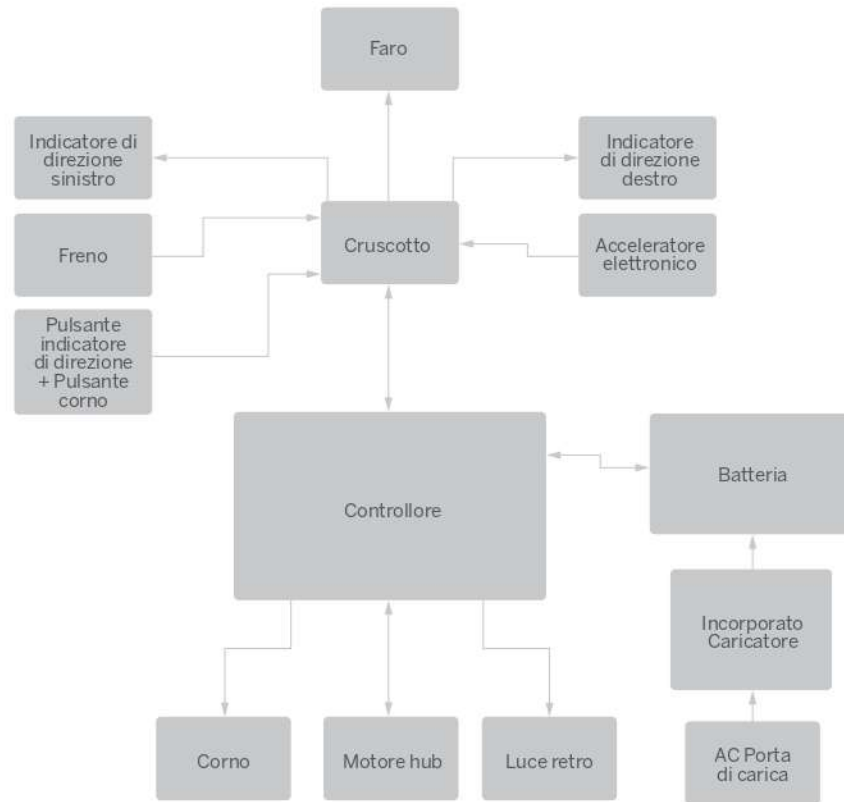 Faro
Indicatore di
direzione
sinistro
Indicatore
di direzione
destro
Freno
Cruscotto
Acceleratore
elettronico
Pulsante
indicatore
di direzione
+ Pulsante
corno
Controllore
Batteria
Incorporato
Caricatore
Corno
Motore hub
Luce retro
AC Porta
di carica